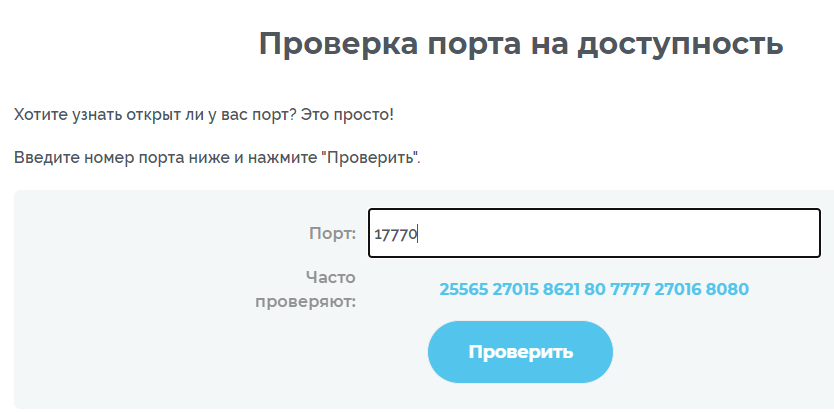 Проверка порта на доступность
Хотите узнать открыт ли у вас порт? Это просто!
Введите номер порта ниже и нажмите "Проверить".
Порт: 17770
Часто
проверяют:
25565 27015 8621 80 7777 27016 8080
Проверить